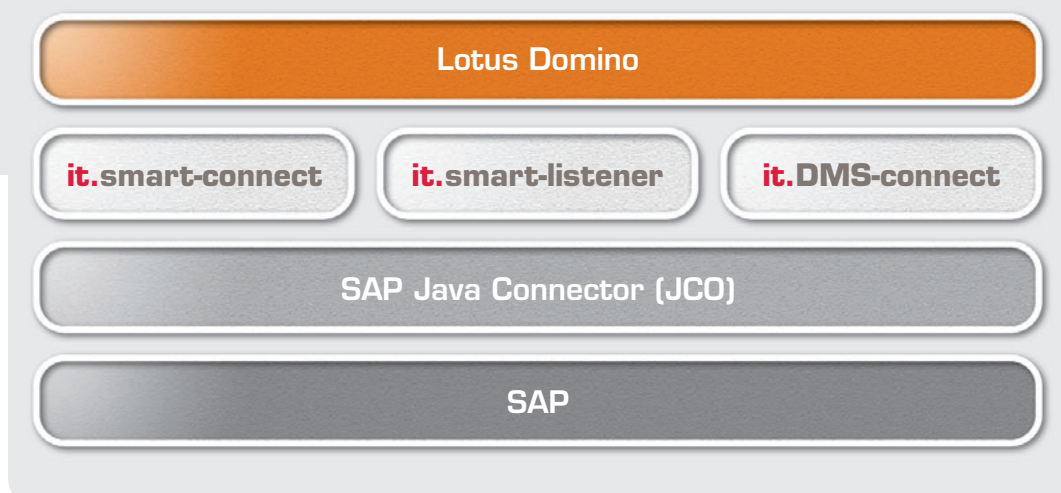 Lotus Domino
it.smart-connect
it.smart-listener
it.DMS-connect
SAP Java Connector (JCO)
SAP